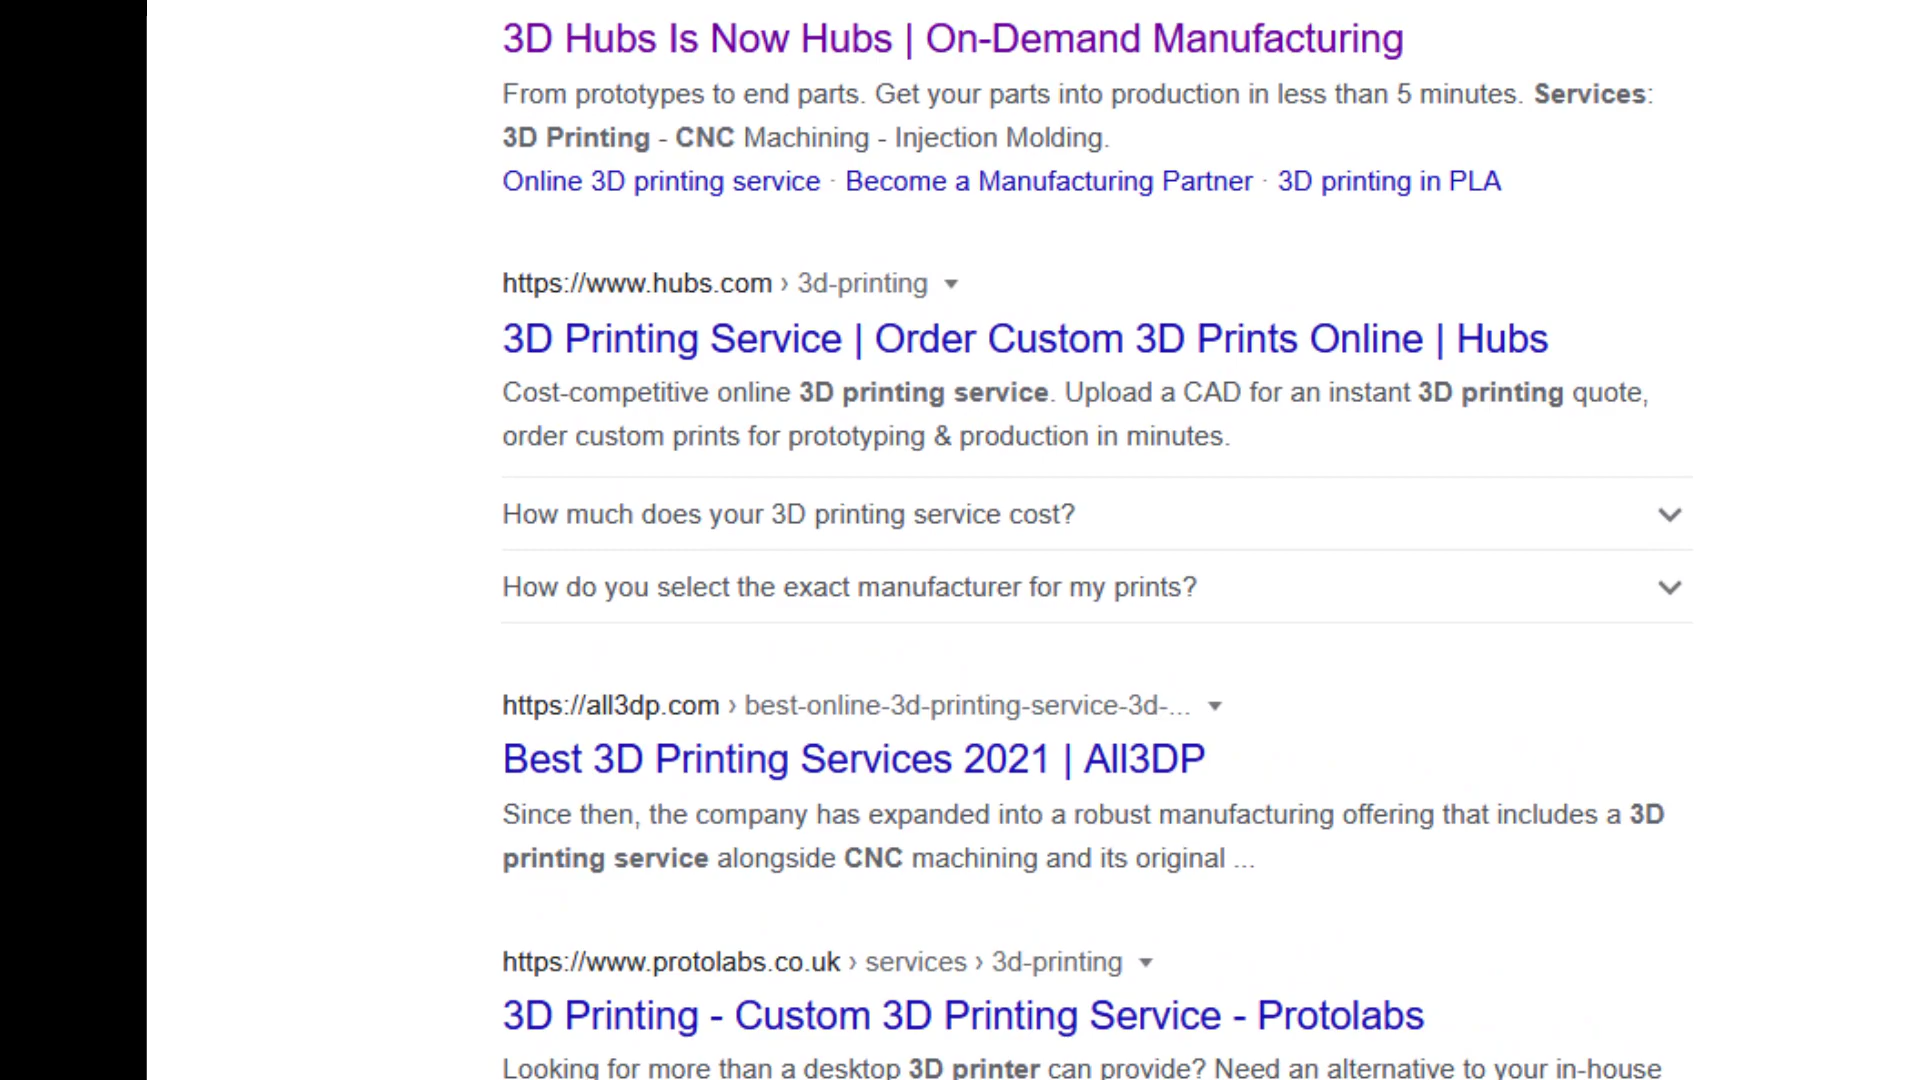 3D Hubs Is Now Hubs | On-Demand Manufacturing
From prototypes to end parts. Get your parts into production in less than 5 minutes. Services:
3D Printing - CNC Machining - Injection Molding.
Online 3D printing service · Become a Manufacturing Partner · 3D printing in PLA
https://www.hubs.com › 3d-printing
3D Printing Service | Order Custom 3D Prints Online | Hubs
Cost-competitive online 3D printing service. Upload a CAD for an instant 3D printing quote,
order custom prints for prototyping & production in minutes.
How much does your 3D printing service cost?
How do you select the exact manufacturer for my prints?
https://all3dp.com › best-online-3d-printing-service-3d-...
Best 3D Printing Services 2021 | All3DP
Since then, the company has expanded into a robust manufacturing offering that includes a 3D
printing service alongside CNC machining and its original ...
https://www.protolabs.co.uk › services › 3d-printing
3D Printing - Custom 3D Printing Service - Protolabs
Looking for more than a desktop 3D printer can provide? Need an alternative to your in-house